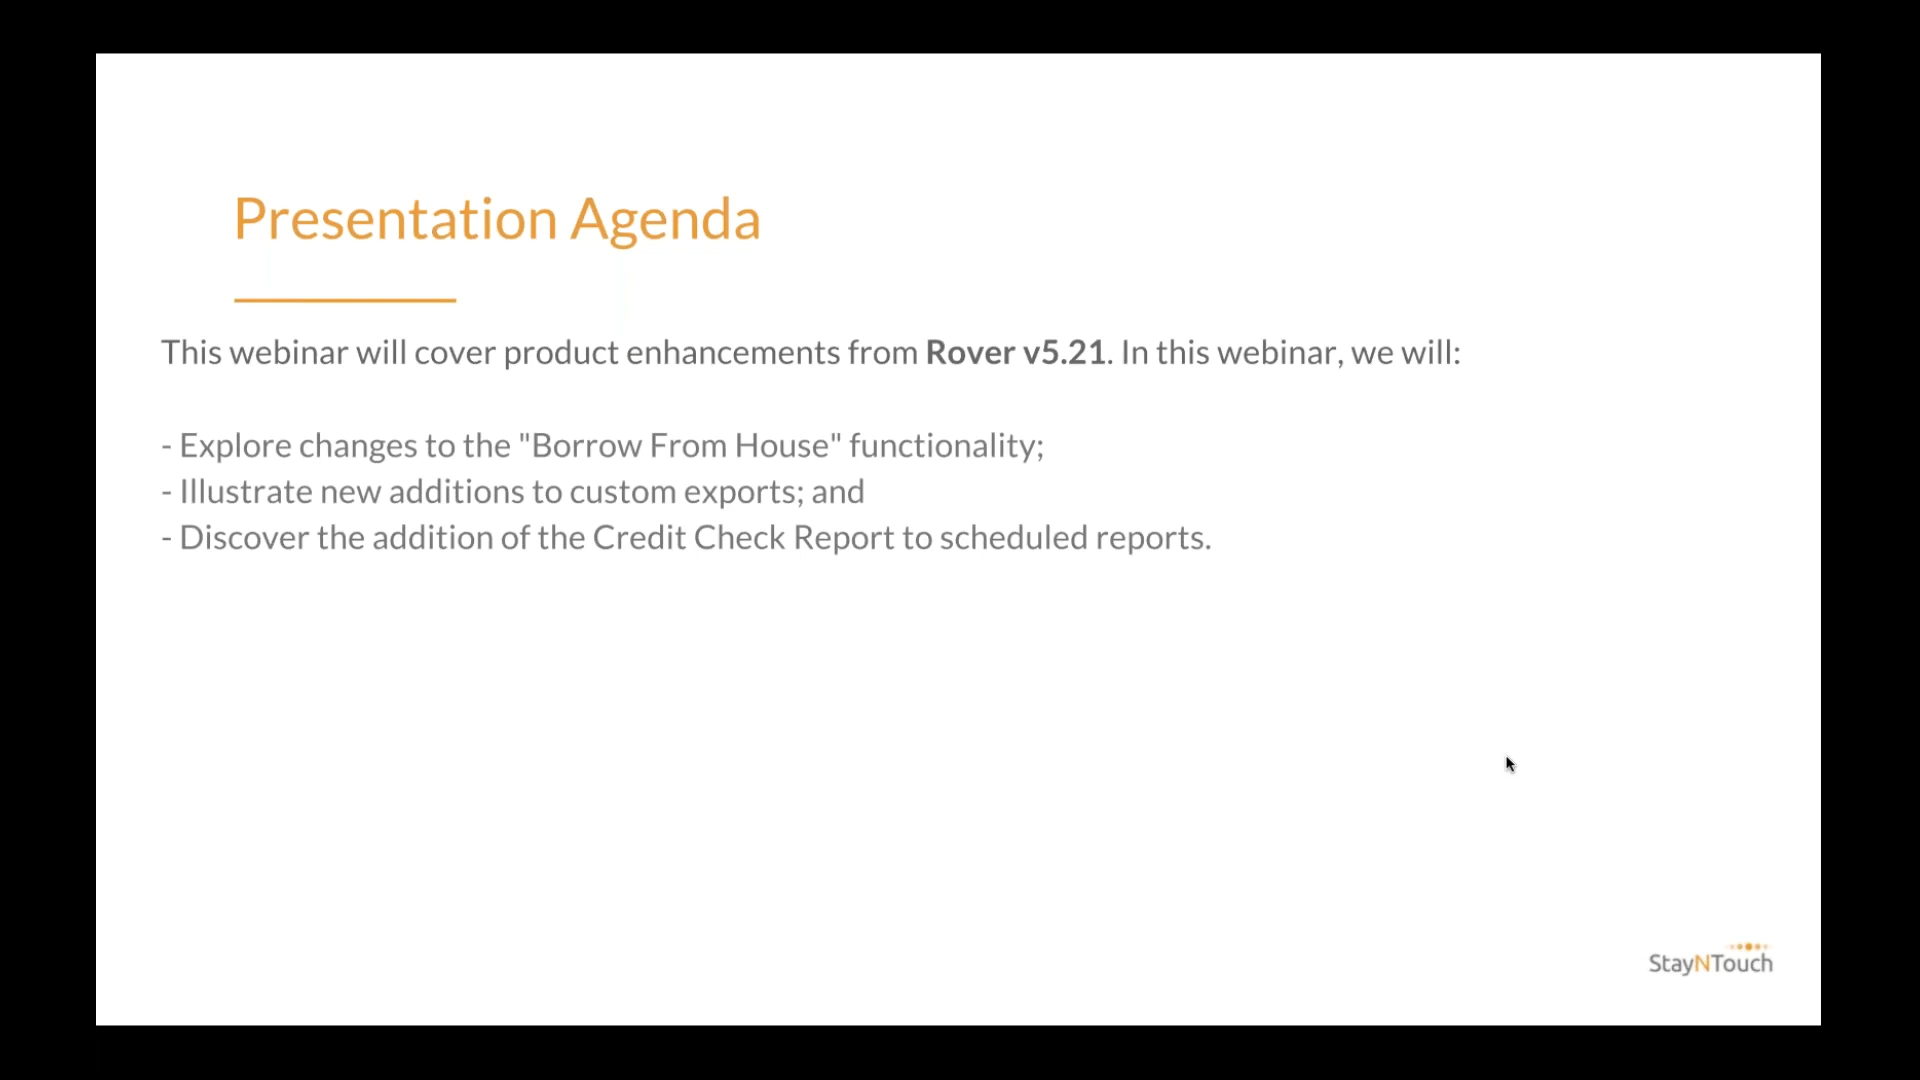 Presentation Agenda
This webinar will cover product enhancements from Rover v5.21. In this webinar, we will:
- Explore changes to the "Borrow From House" functionality;
- Illustrate new additions to custom exports; and
- Discover the addition of the Credit Check Report to scheduled reports.
StayNTouch